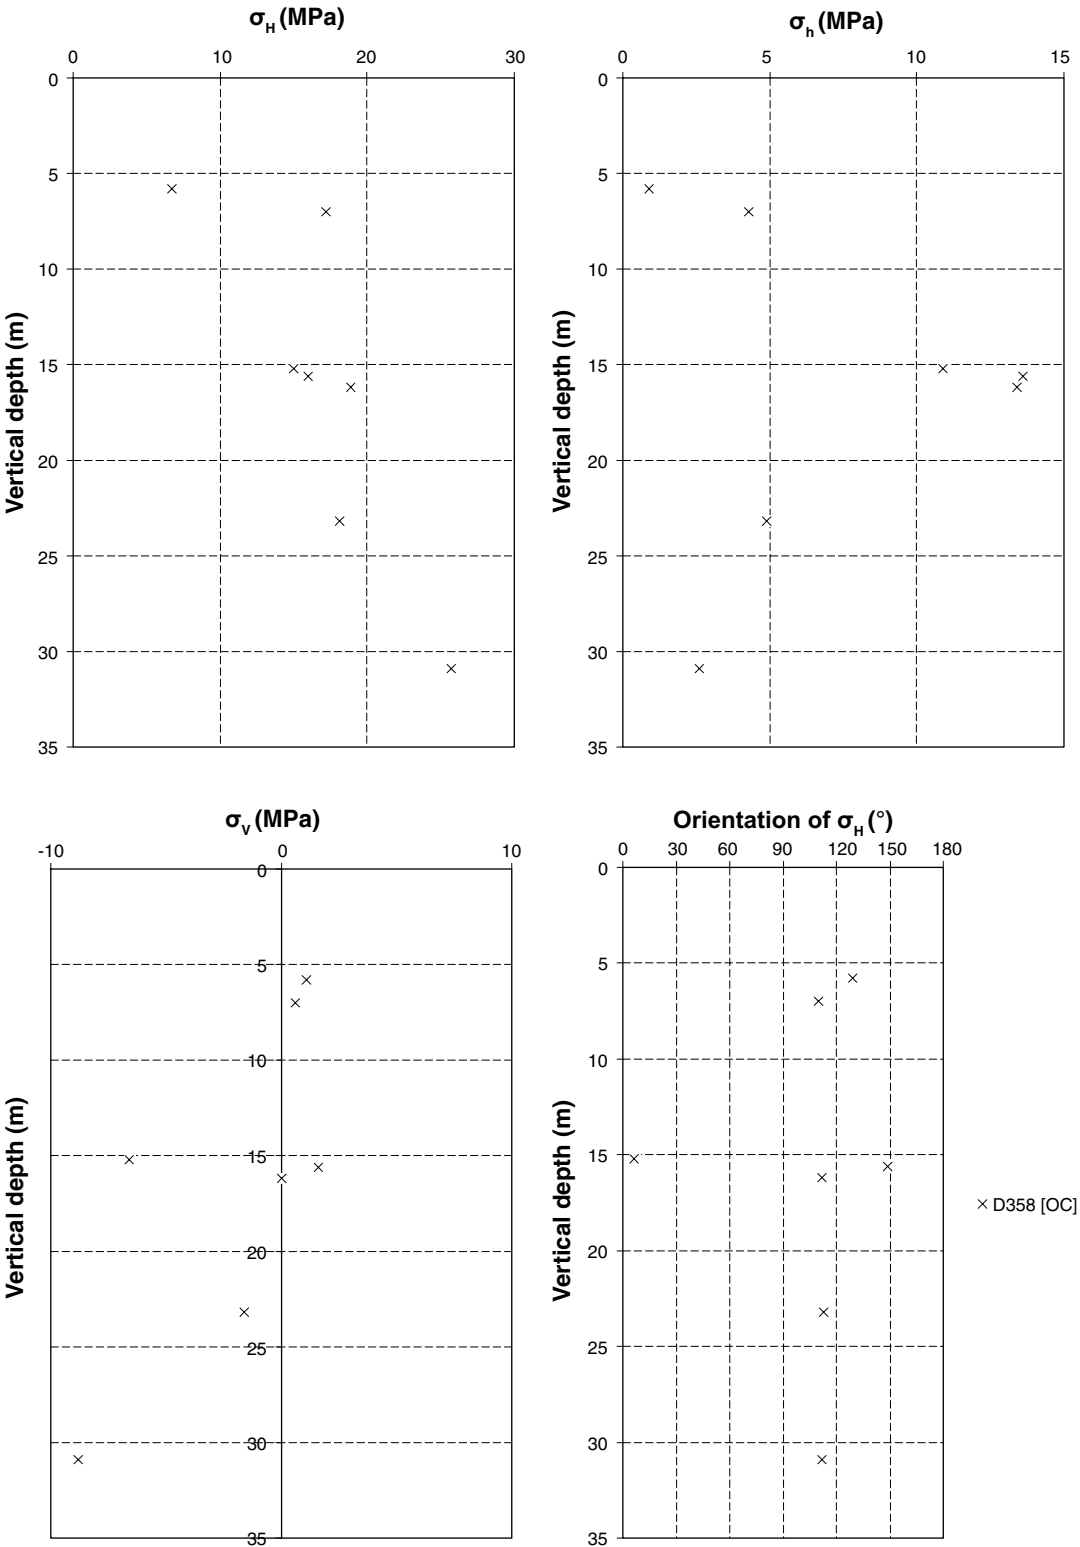 σH (MPa)
0 10 20 30
0
5
10
15
20
25
30
35
Vertical depth (m)
σh (MPa)
0 5 10 15
0
5
10
15
20
25
30
35
Vertical depth (m)
σV (MPa)
-10 0 10
0
5
10
15
20
25
30
35
Vertical depth (m)
Orientation of σH (°)
0 30 60 90 120 150 180
0
5
10
15
20
25
30
35
Vertical depth (m)
D358 [OC]